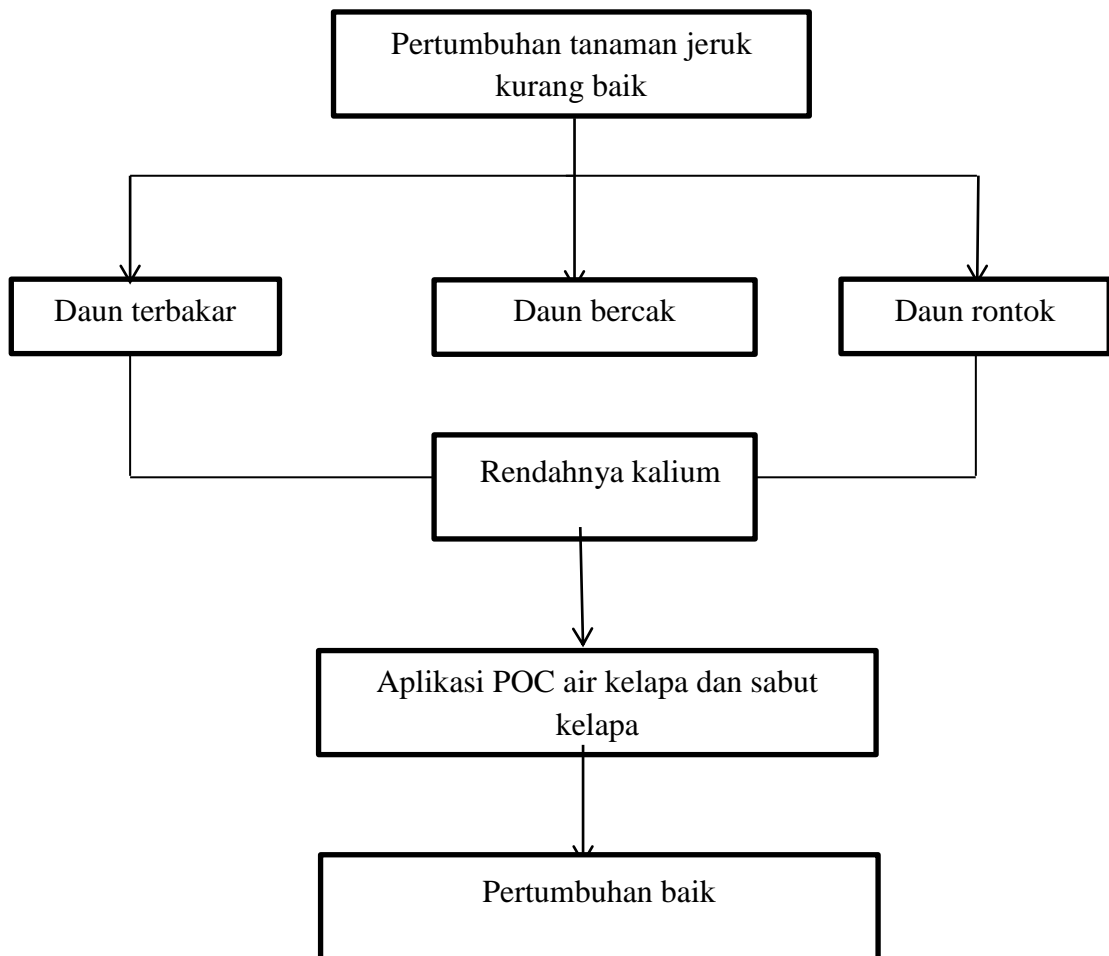 Pertumbuhan tanaman jeruk
kurang baik
Daun terbakar
Daun bercak
Daun rontok
Rendahnya kalium
Aplikasi POC air kelapa dan sabut
kelapa
Pertumbuhan baik